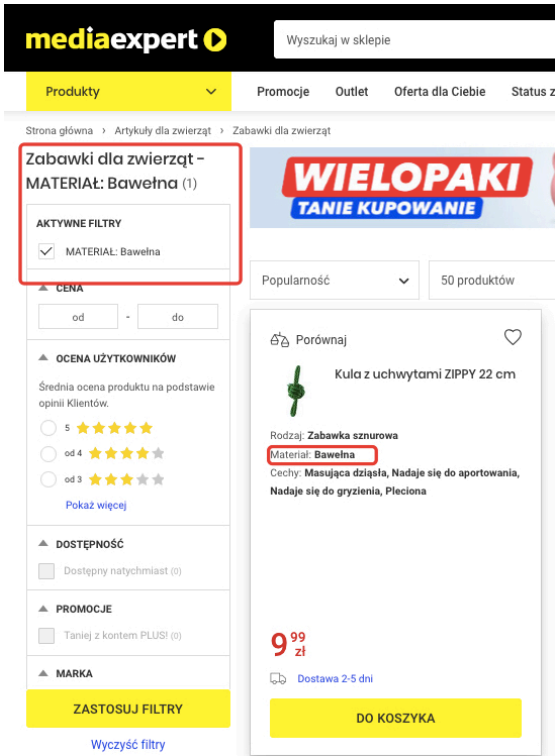 mediaexpert
Wyszukaj w sklepie
Produkty
Promocje
Outlet
Oferta dla Ciebie
Status z
Strona główna › Artykuły dla zwierząt › Zabawki dla zwierząt
Zabawki dla zwierząt -
MATERIAŁ: Bawełna (1)
AKTYWNE FILTRY
MATERIAŁ: Bawełna
CENA
od - do
OCENA UŻYTKOWNIKÓW
Średnia ocena produktu na podstawie
opinii Klientów.
5
od 4
od 3
Pokaż więcej
DOSTĘPNOŚĆ
Dostępny natychmiast (0)
PROMOCJE
Taniej z kontem PLUS! (0)
MARKA
ZASTOSUJ FILTRY
Wyczyść filtry
WIELOPAKI
TANIE KUPOWANIE
Popularność
50 produktów
Porównaj
Kula z uchwytami ZIPPY 22 cm
Rodzaj: Zabawka sznurowa
Materiał: Bawełna
Cechy: Masująca dziąsła, Nadaje się do aportowania,
Nadaje się do gryzienia, Pleciona
9 99 zł
Dostawa 2-5 dni
DO KOSZYKA